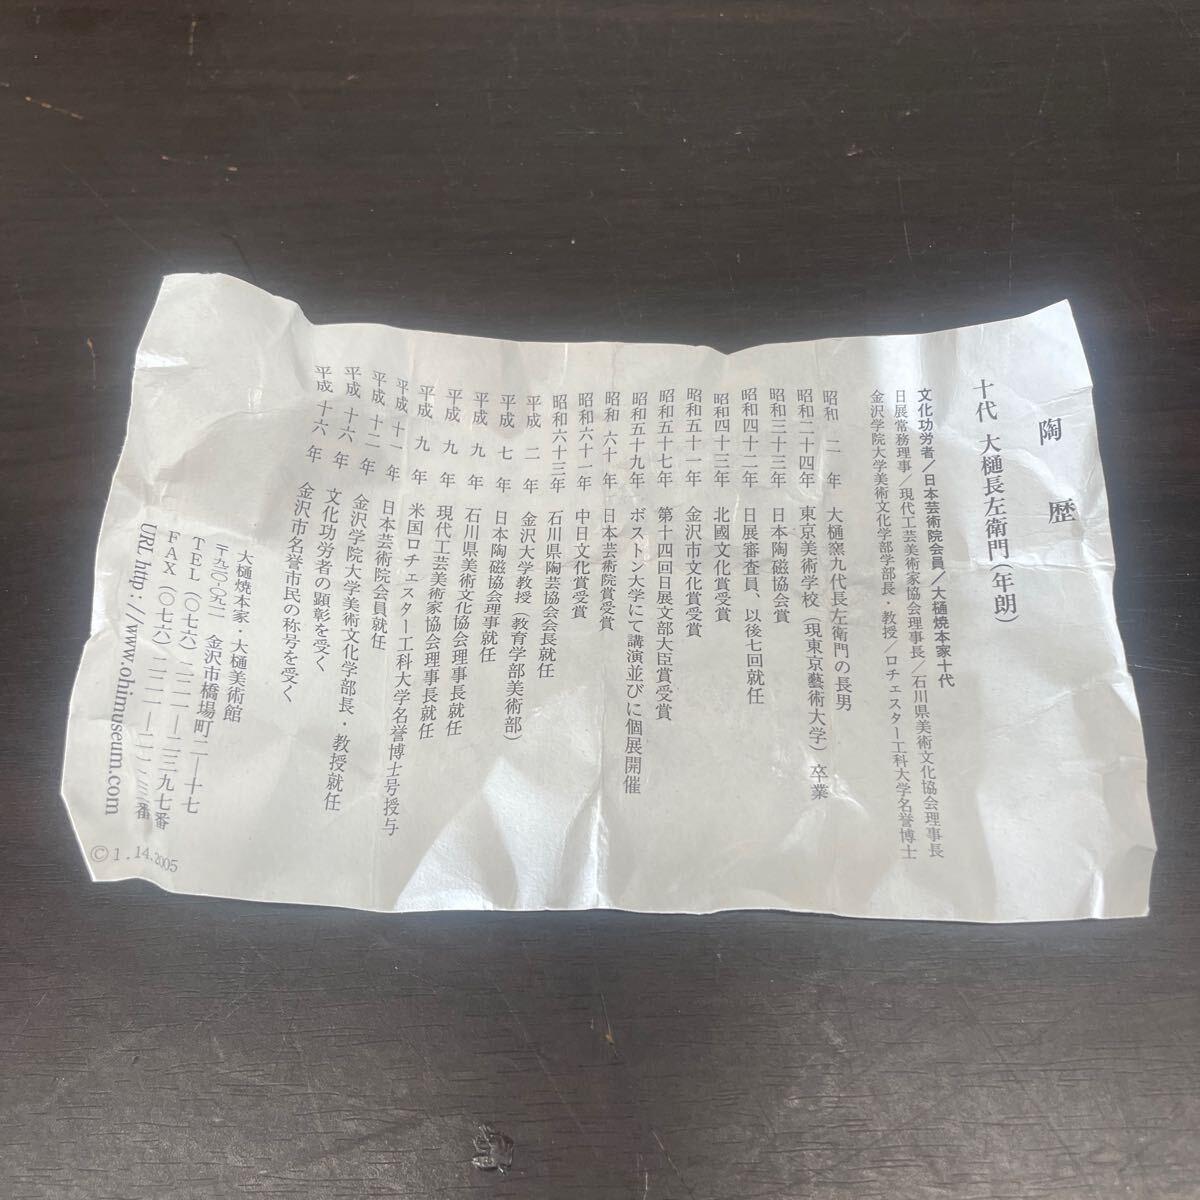 陶歴
十代 大樋長左衛門(年朗)
文化功労者/日本芸術院会員/大樋焼本家十代
日展常務理事/現代工芸美術家協会理事長/石川県美術文化協会理事長
金沢学院大学美術文化学部学部長・教授/ロチェスター工科大学名誉博士
昭和 二 年 大樋窯九代長左衛門の長男
昭和二十四年 東京美術学校(現東京藝術大学)卒業
昭和三十三年 日本陶磁協会賞
昭和四十二年 日展審査員、以後七回就任
昭和四十三年 北國文化賞受賞
昭和五十一年 金沢市文化賞受賞
昭和五十七年 第十四回日展文部大臣賞受賞
昭和五十九年 ボストン大学にて講演並びに個展開催
昭和 六十 年 日本芸術院賞受賞
昭和六十一年 中日文化賞受賞
昭和六十三年 石川県陶芸協会会長就任
平成 二 年 金沢大学教授(教育学部美術部)
平成 七 年 日本陶磁協会理事就任
平成 九 年 石川県美術文化協会理事長就任
平成 九 年 現代工芸美術家協会理事長就任
平成 九 年 米国ロチェスター工科大学名誉博士号授与
平成 十一 年 日本芸術院会員就任
平成 十二 年 金沢学院大学美術文化学部長・教授就任
平成 十六 年 文化功労者の顕彰を受く
平成 十六 年 金沢市名誉市民の称号を受く
大樋焼本家・大樋美術館
〒九二〇-〇九一一 金沢市橋場町二—十七
TEL(〇七六)二二一—二三九七番
FAX(〇七六)
URL http://www.ohimuseum.com
©1.14.2005